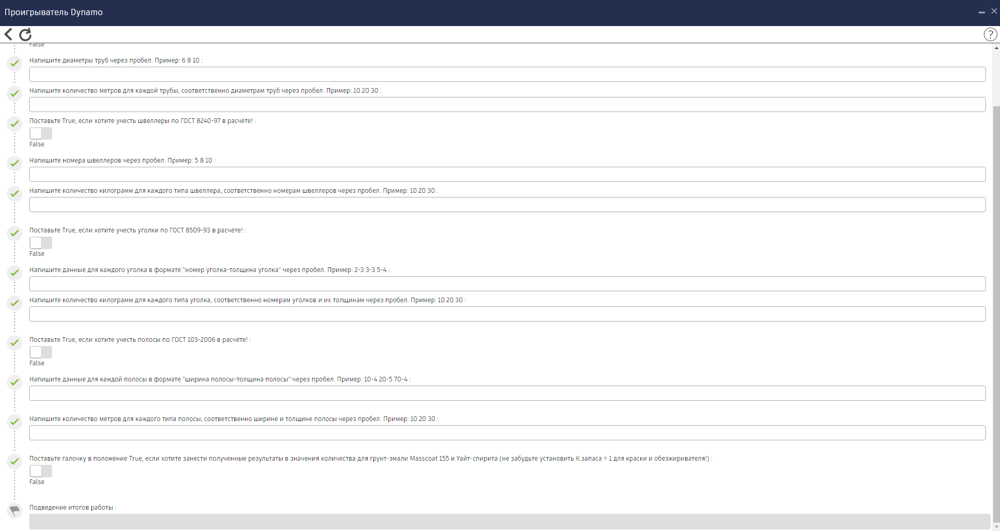 Проигрыватель Dynamo
False
Напишите диаметры труб через пробел. Пример: 6 8 10 :
Напишите количество метров для каждой трубы, соответственно диаметрам труб через пробел. Пример: 10 20 30 :
Поставьте True, если хотите учесть швеллеры по ГОСТ 8240-97 в расчёте! :
False
Напишите номера швеллеров через пробел. Пример: 5 8 10 :
Напишите количество килограмм для каждого типа швеллера, соответственно номерам швеллеров через пробел. Пример: 10 20 30 :
Поставьте True, если хотите учесть уголки по ГОСТ 8509-93 в расчёте! :
False
Напишите данные для каждого уголка в формате "номер уголка-толщина уголка" через пробел. Пример: 2-3 3-3 5-4 :
Напишите количество килограмм для каждого типа уголка, соответственно номерам уголков и их толщинам через пробел. Пример: 10 20 30 :
Поставьте True, если хотите учесть полосы по ГОСТ 103-2006 в расчёте! :
False
Напишите данные для каждой полосы в формате "ширина полосы-толщина полосы" через пробел. Пример: 10-4 20-5 70-4 :
Напишите количество метров для каждого типа полосы, соответственно ширине и толщине полосы через пробел. Пример: 10 20 30 :
Поставьте галочку в положение True, если хотите занести полученные результаты в значения количества для грунт-эмали Masscoat 155 и Уайт-спирита (не забудьте установить К.запаса = 1 для краски и обезжиривателя!) :
False
Подведение итогов работы :